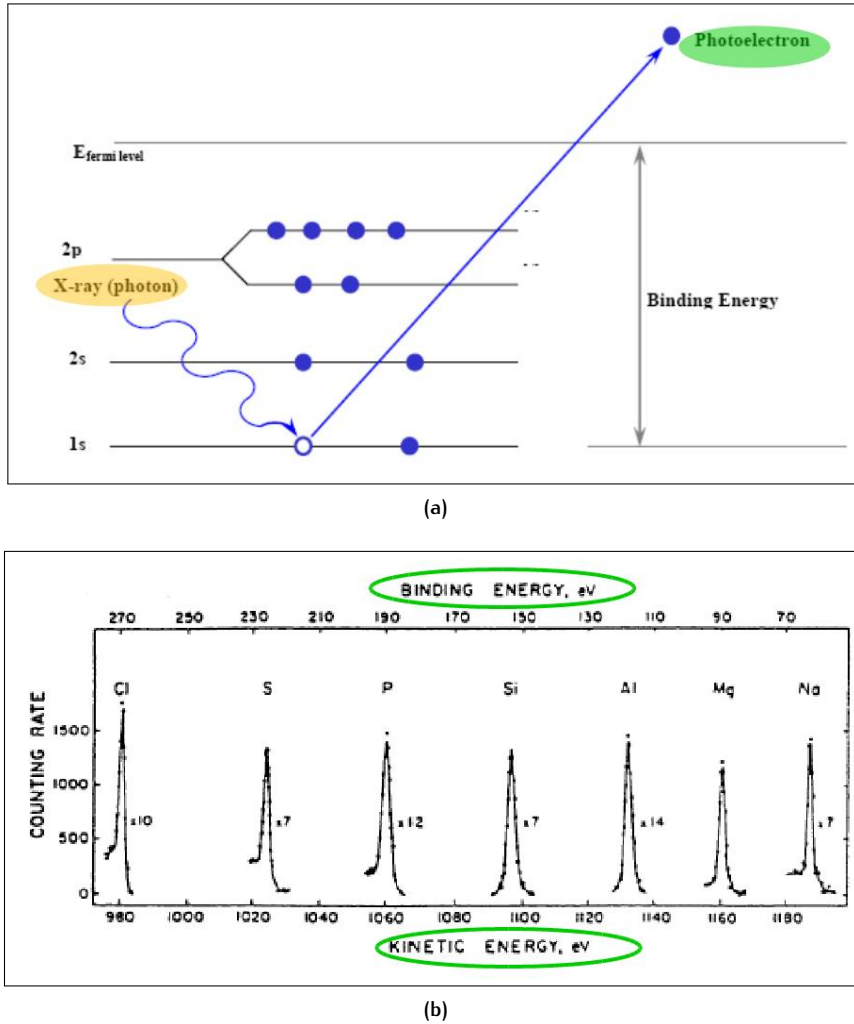 Photoelectron
E fermi level
2p
X-ray (photon)
Binding Energy
2s
1s
(a)
BINDING ENERGY, eV
270 250 230 210 190 170 150 130 110 90 70
Cl S P Si Al Mg Na
COUNTING RATE
1500
1000
500
0
x10 x7 x12 x7 x14 x7
980 1000 1020 1040 1060 1080 1100 1120 1140 1160 1180
KINETIC ENERGY, eV
(b)